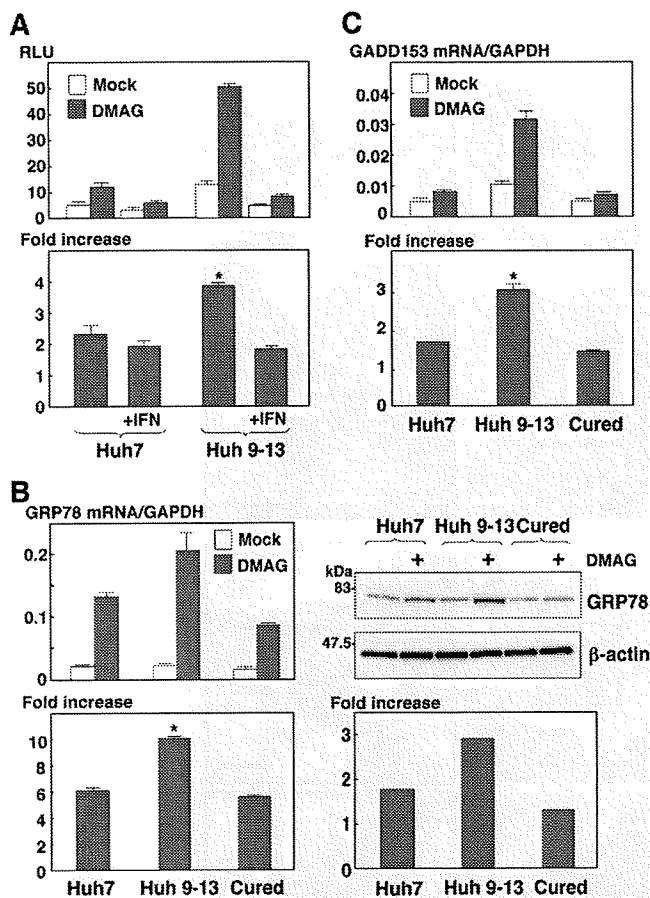 A
RLU
Mock
DMAG
50
40
30
20
10
0
Fold increase
4
3
2
1
0
*
+IFN
+IFN
Huh7
Huh 9-13
C
GADD153 mRNA/GAPDH
Mock
DMAG
0.04
0.03
0.02
0.01
0
Fold increase
3
2
1
0
*
Huh7
Huh 9-13
Cured
B
GRP78 mRNA/GAPDH
Mock
DMAG
0.2
0.1
0
Fold increase
10
8
6
4
2
0
*
Huh7
Huh 9-13
Cured
Huh7 Huh 9-13 Cured
+ + + DMAG
kDa
83
GRP78
47.5
β-actin
Fold increase
3
2
1
0
Huh7
Huh 9-13
Cured